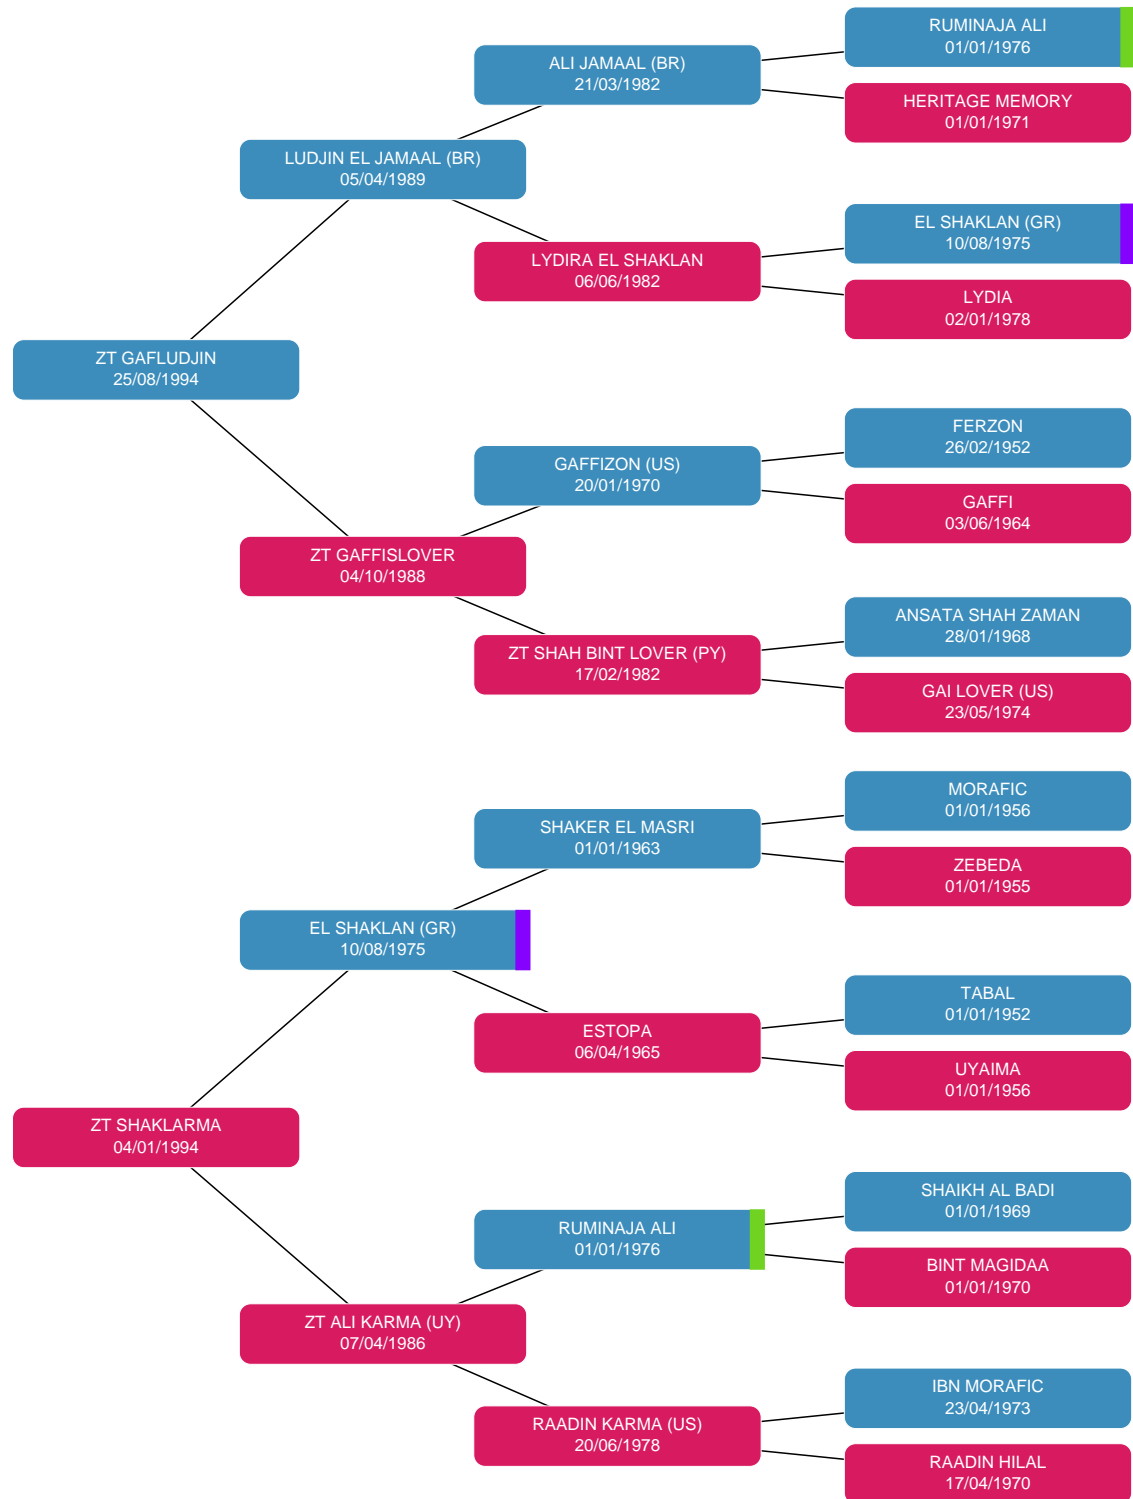 RUMINAJA ALI
01/01/1976
ALI JAMAAL (BR)
21/03/1982
HERITAGE MEMORY
01/01/1971
LUDJIN EL JAMAAL (BR)
05/04/1989
EL SHAKLAN (GR)
10/08/1975
LYDIRA EL SHAKLAN
06/06/1982
LYDIA
02/01/1978
ZT GAFLUDJIN
25/08/1994
FERZON
26/02/1952
GAFFIZON (US)
20/01/1970
GAFFI
03/06/1964
ZT GAFFISLOVER
04/10/1988
ANSATA SHAH ZAMAN
28/01/1968
ZT SHAH BINT LOVER (PY)
17/02/1982
GAI LOVER (US)
23/05/1974
MORAFIC
01/01/1956
SHAKER EL MASRI
01/01/1963
ZEBEDA
01/01/1955
EL SHAKLAN (GR)
10/08/1975
TABAL
01/01/1952
ESTOPA
06/04/1965
UYAIMA
01/01/1956
ZT SHAKLARMA
04/01/1994
SHAIKH AL BADI
01/01/1969
RUMINAJA ALI
01/01/1976
BINT MAGIDAA
01/01/1970
ZT ALI KARMA (UY)
07/04/1986
IBN MORAFIC
23/04/1973
RAADIN KARMA (US)
20/06/1978
RAADIN HILAL
17/04/1970